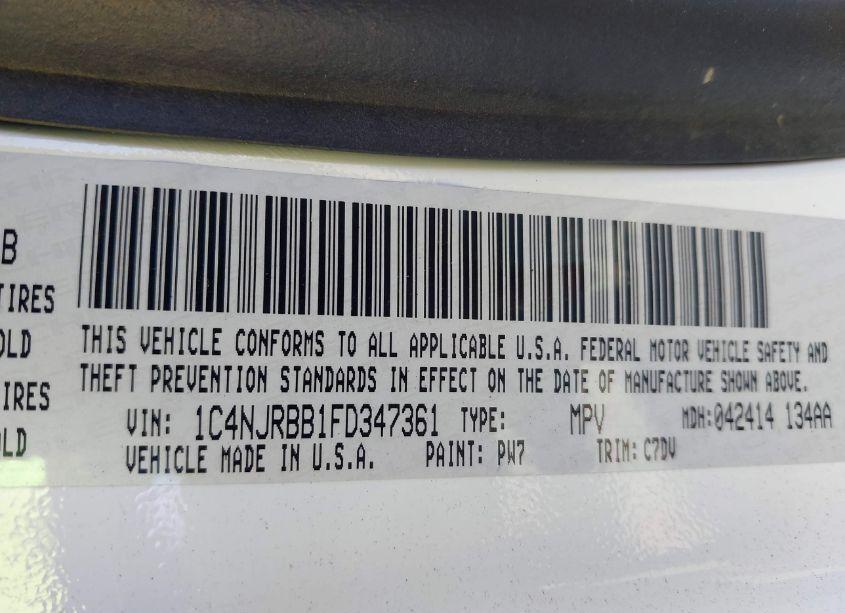 B
TIRES
OLD
IRES
LD
THIS VEHICLE CONFORMS TO ALL APPLICABLE U.S.A. FEDERAL MOTOR VEHICLE SAFETY AND
THEFT PREVENTION STANDARDS IN EFFECT ON THE DATE OF MANUFACTURE SHOWN ABOVE.
VIN: 1C4NJRBB1FD347361 TYPE: MPV MDH:042414 134AA
VEHICLE MADE IN U.S.A. PAINT: PW7 TRIM: C7DV